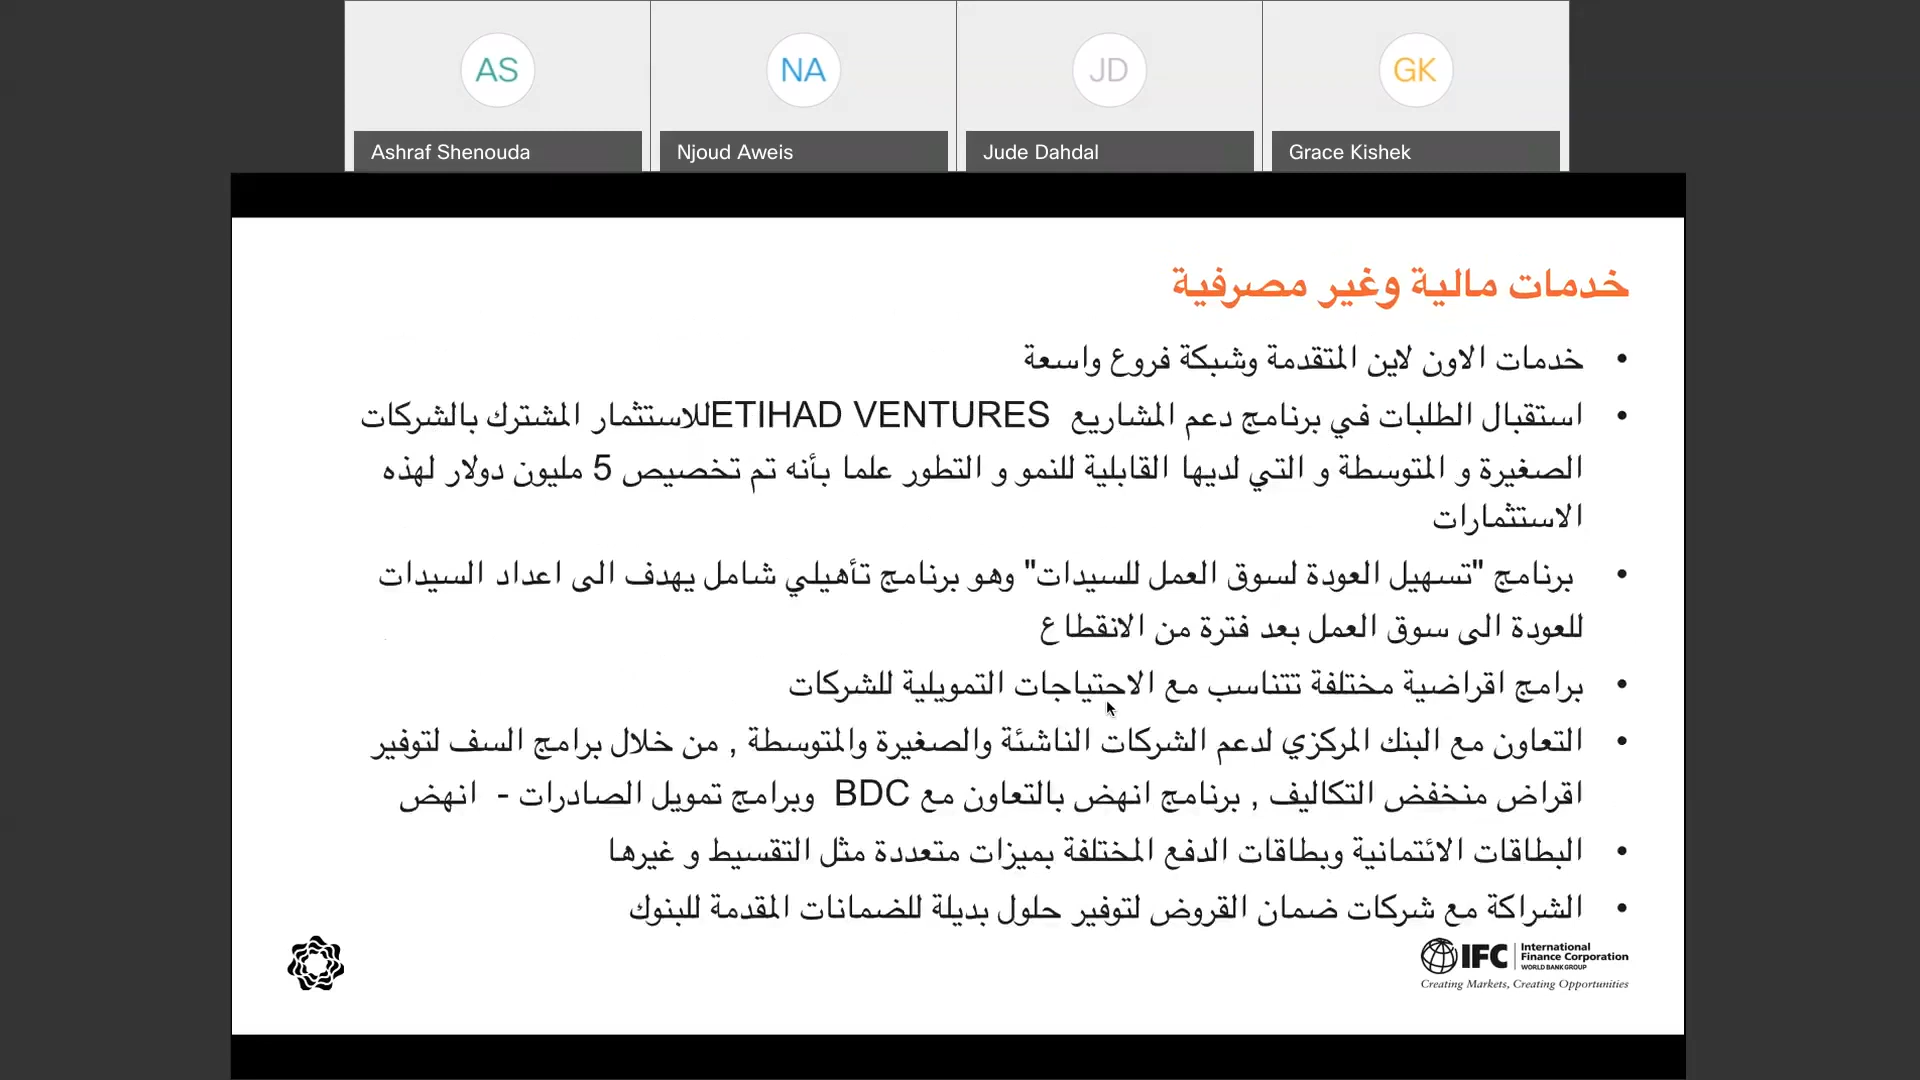 AS
NA
JD
GK
Ashraf Shenouda
Njoud Aweis
Jude Dahdal
Grace Kishek
خدمات مالية وغير مصرفية
• خدمات الاون لاين المتقدمة وشبكة فروع واسعة
• استقبال الطلبات في برنامج دعم المشاريع ETIHAD VENTURESللاستثمار المشترك بالشركات
الصغيرة و المتوسطة و التي لديها القابلية للنمو و التطور علما بأنه تم تخصيص 5 مليون دولار لهذه
الاستثمارات
• برنامج "تسهيل العودة لسوق العمل للسيدات" وهو برنامج تأهيلي شامل يهدف الى اعداد السيدات
للعودة الى سوق العمل بعد فترة من الانقطاع
• برامج اقراضية مختلفة تتناسب مع الاحتياجات التمويلية للشركات
• التعاون مع البنك المركزي لدعم الشركات الناشئة والصغيرة والمتوسطة , من خلال برامج السف لتوفير
اقراض منخفض التكاليف , برنامج انهض بالتعاون مع BDC وبرامج تمويل الصادرات - انهض
• البطاقات الائتمانية وبطاقات الدفع المختلفة بميزات متعددة مثل التقسيط و غيرها
• الشراكة مع شركات ضمان القروض لتوفير حلول بديلة للضمانات المقدمة للبنوك
IFC
International
Finance Corporation
WORLD BANK GROUP
Creating Markets, Creating Opportunities